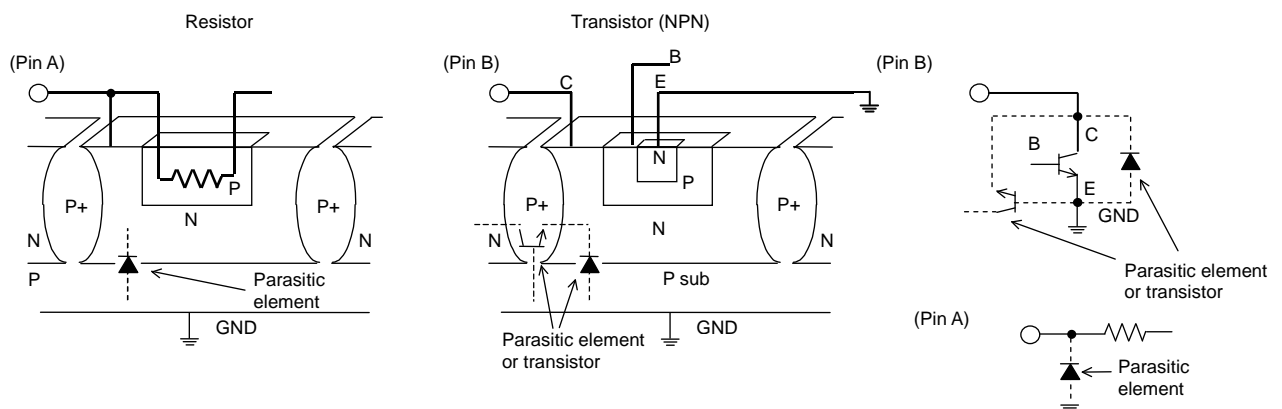 Resistor
(Pin A)
P
N
P+
P+
N
N
P
Parasitic
element
GND
Transistor (NPN)
(Pin B)
C
B
E
N
P
P+
N
P+
N
N
P sub
GND
Parasitic element
or transistor
(Pin B)
C
B
E
GND
Parasitic element
or transistor
(Pin A)
Parasitic
element